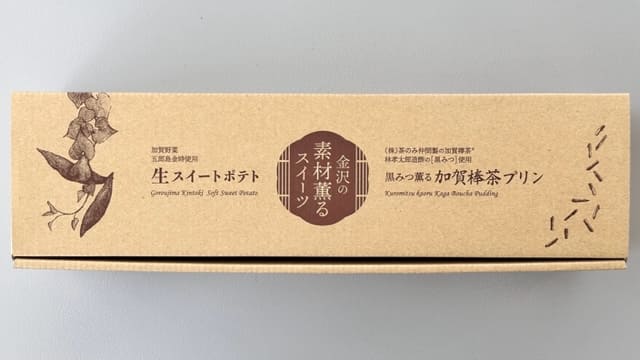 加賀野菜
五郎島金時使用
生スイートポテト
Goroujima Kintoki Soft Sweet Potato
金沢の
素材薫る
スイーツ
(株)茶のみ仲間製の加賀棒茶®
林孝太郎造酢の[黒みつ]使用
黒みつ薫る 加賀棒茶プリン
Kuromitsu kaoru Kaga Boucha Pudding